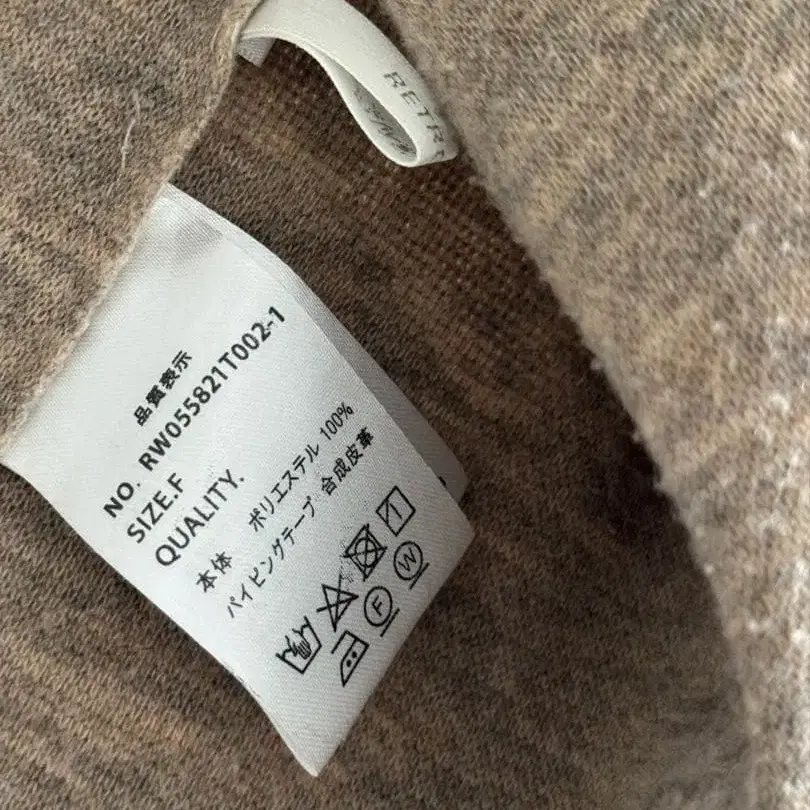 RETR
品質表示
NO. RW055821T002-1
SIZE.F
QUALITY.
本体 ポリエステル 100%
パイピングテープ・合成皮革
W
F